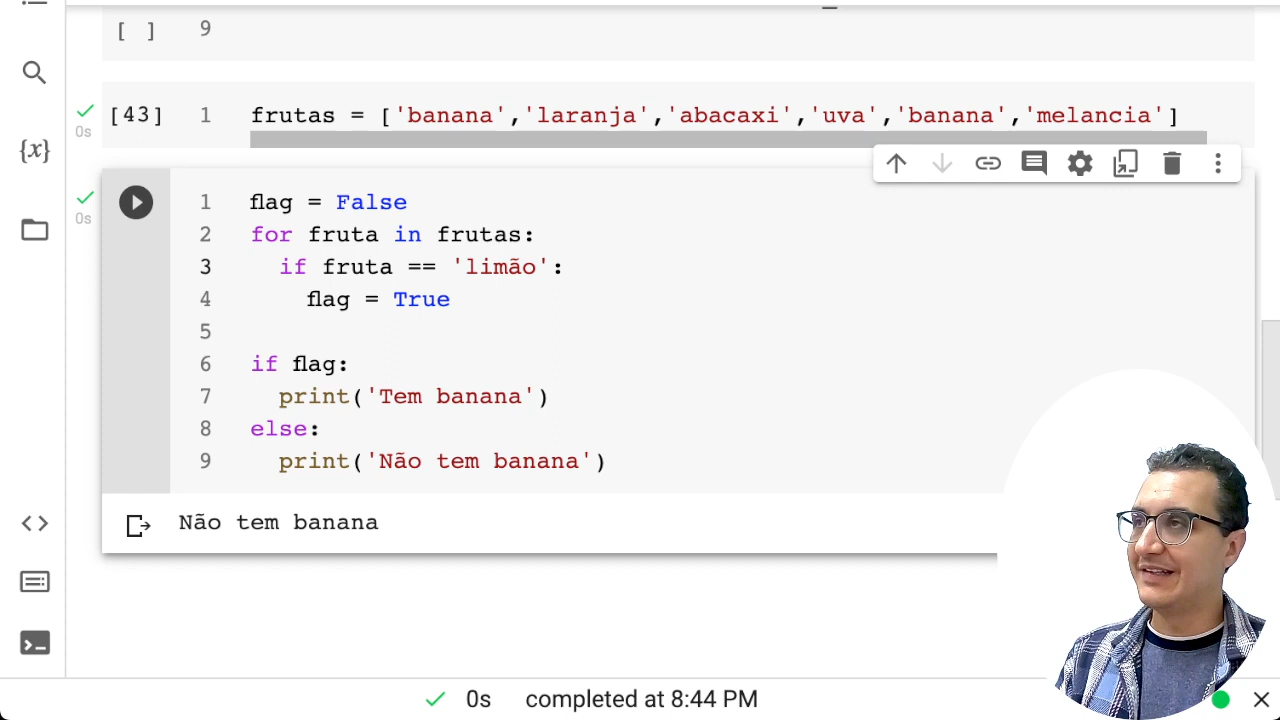 [ ] 9
[43] 1 frutas = ['banana','laranja','abacaxi','uva','banana','melancia']
0s
{x}
0s
1 flag = False
2 for fruta in frutas:
3 if fruta == 'limão':
4 flag = True
5
6 if flag:
7 print('Tem banana')
8 else:
9 print('Não tem banana')
Não tem banana
0s completed at 8:44 PM